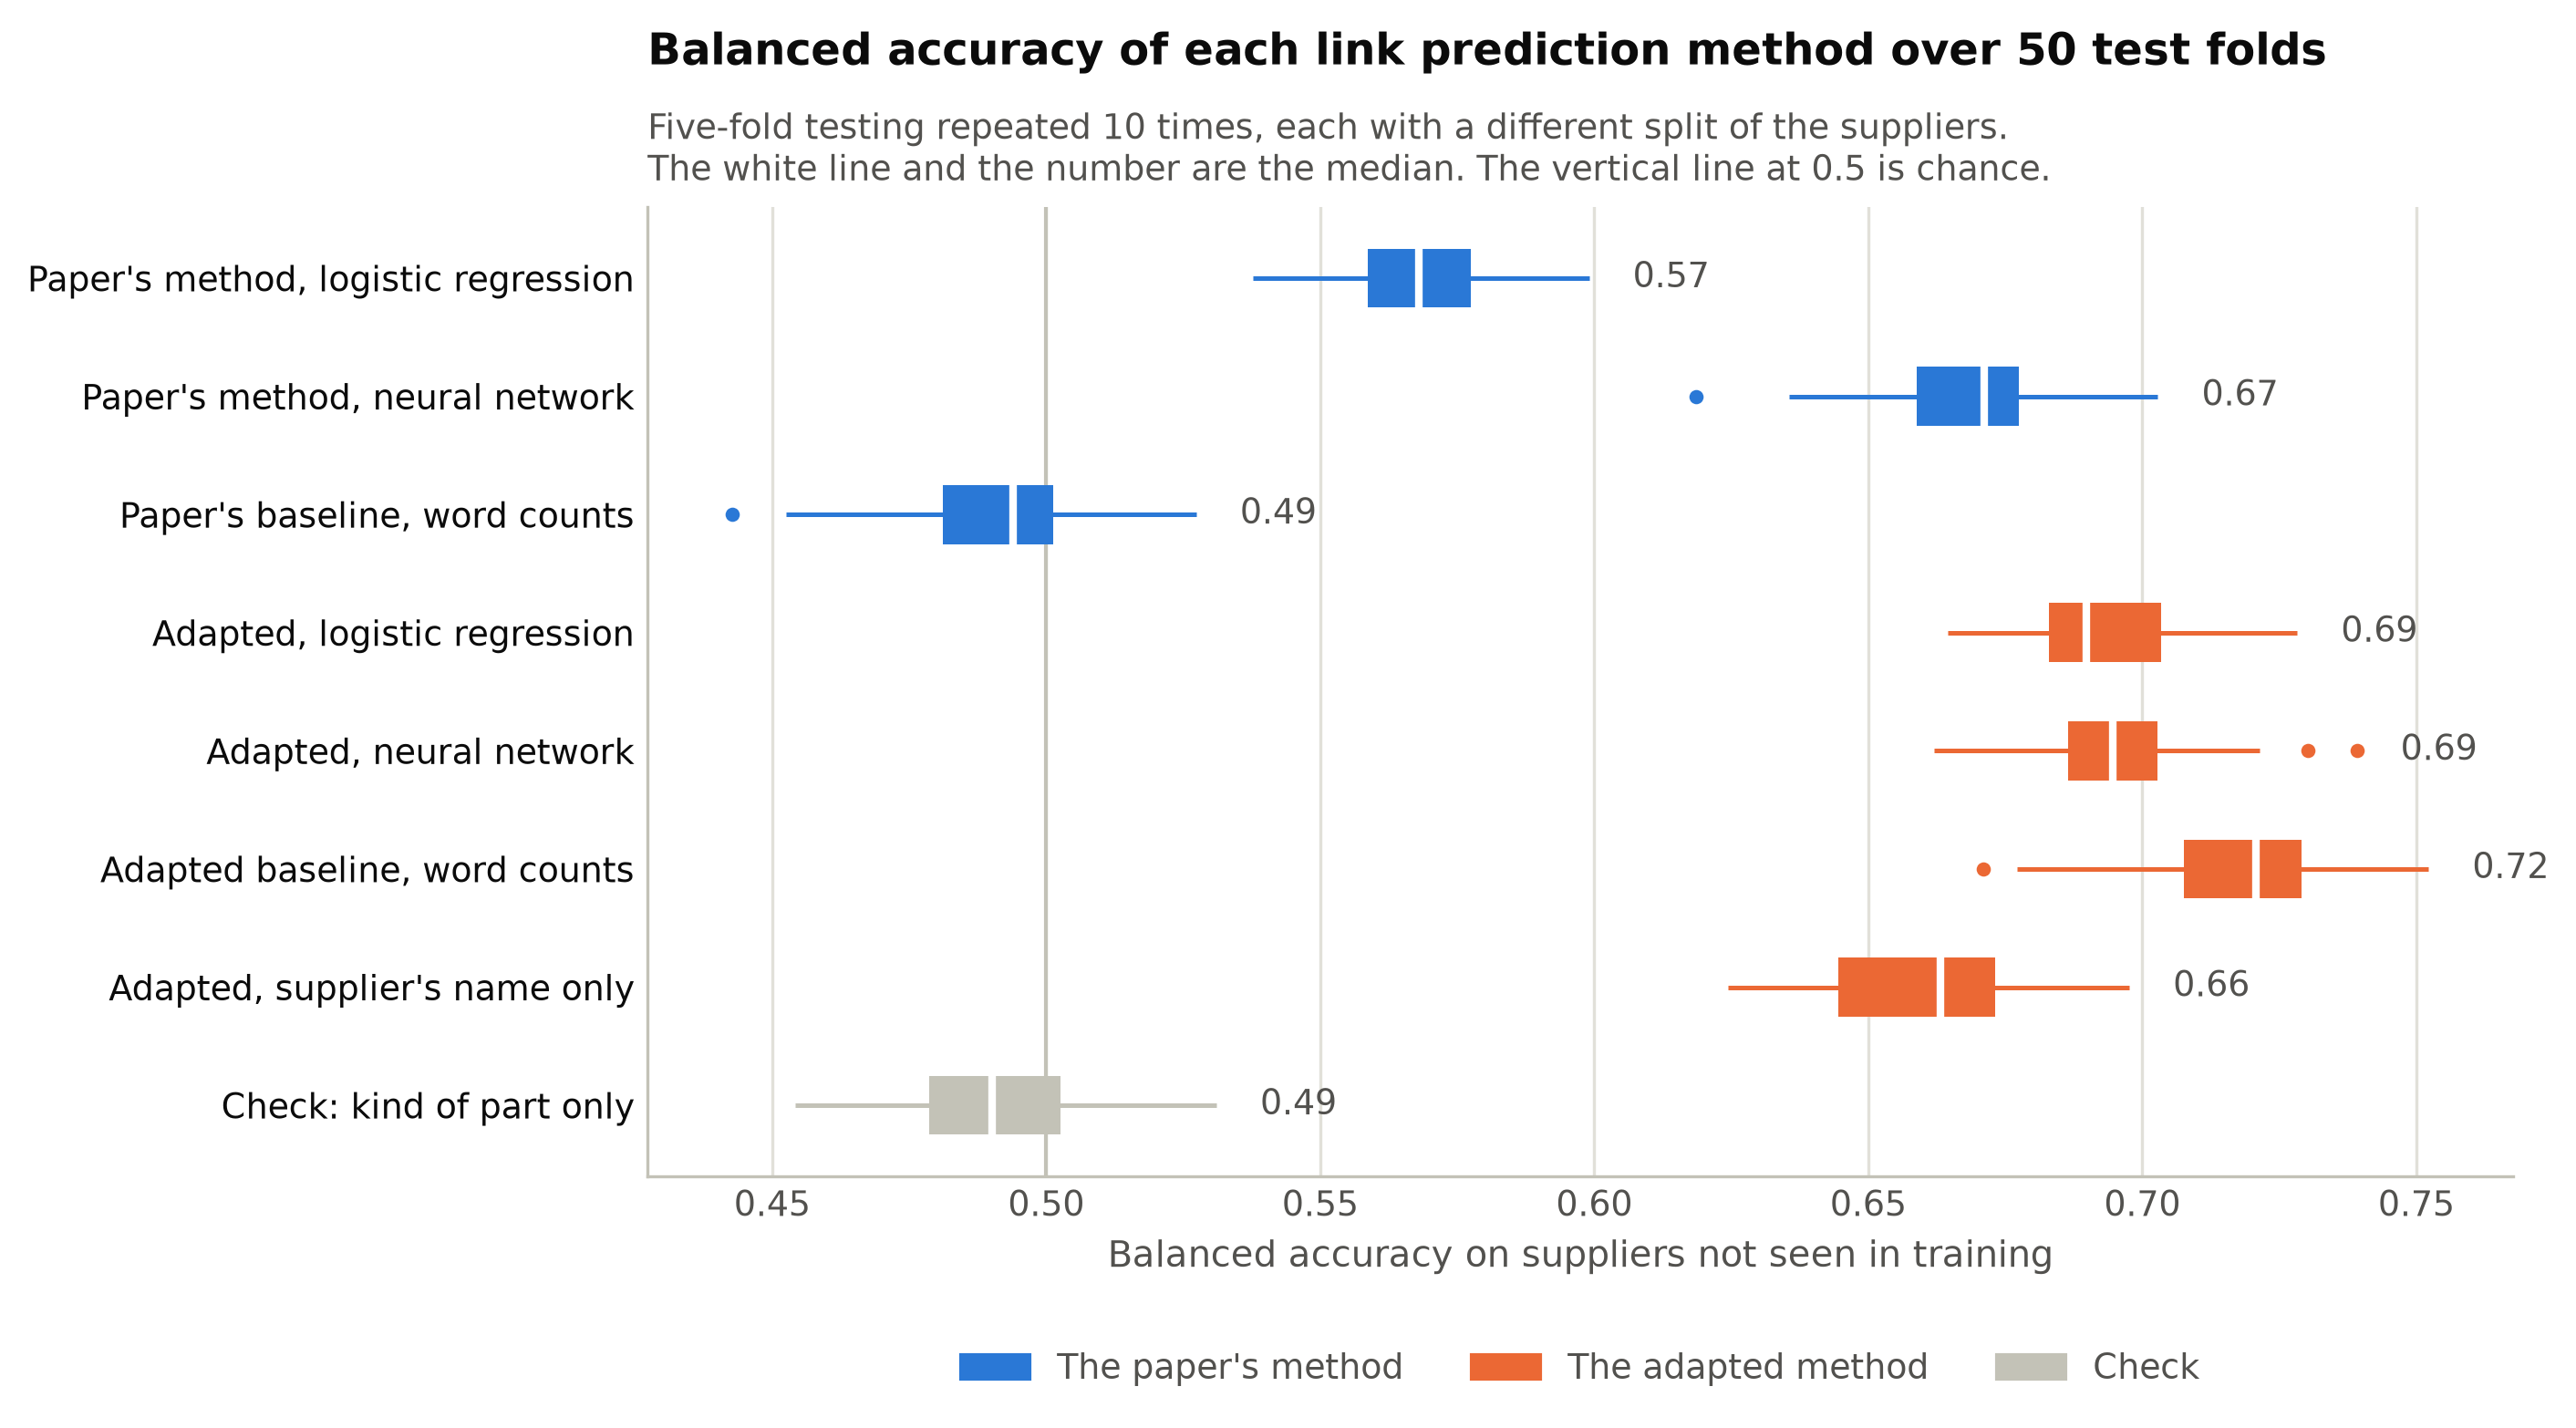 Balanced accuracy of each link prediction method over 50 test folds
Five-fold testing repeated 10 times, each with a different split of the suppliers.
The white line and the number are the median. The vertical line at 0.5 is chance.
Paper's method, logistic regression
0.57
Paper's method, neural network
0.67
Paper's baseline, word counts
0.49
Adapted, logistic regression
0.69
Adapted, neural network
0.69
Adapted baseline, word counts
0.72
Adapted, supplier's name only
0.66
Check: kind of part only
0.49
0.45 0.50 0.55 0.60 0.65 0.70 0.75
Balanced accuracy on suppliers not seen in training
The paper's method The adapted method Check